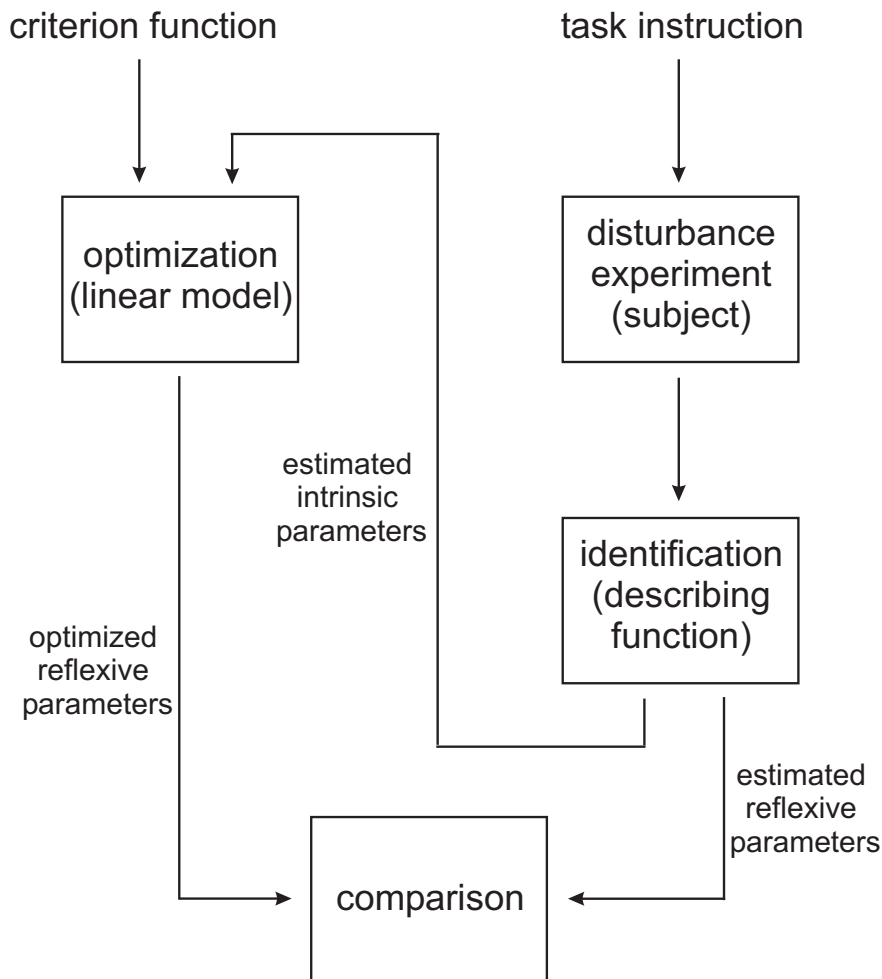 criterion function
task instruction
optimization
(linear model)
disturbance
experiment
(subject)
estimated
intrinsic
parameters
identification
(describing
function)
optimized
reflexive
parameters
estimated
reflexive
parameters
comparison